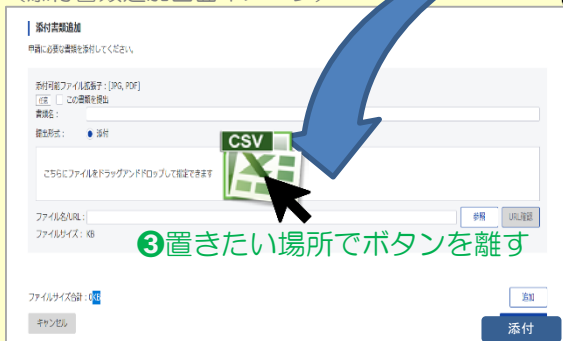 添付書類追加
申請に必要な書類を添付してください。
添付可能ファイル拡張子：[JPG, PDF]
任意 この書類を提出
書類名：
提出形式： 添付
CSV
こちらにファイルをドラッグアンドドロップして指定できます
ファイル名/URL： 参照 URL確認
ファイルサイズ： KB
❸置きたい場所でボタンを離す
ファイルサイズ合計：0KB 追加
キャンセル 添付